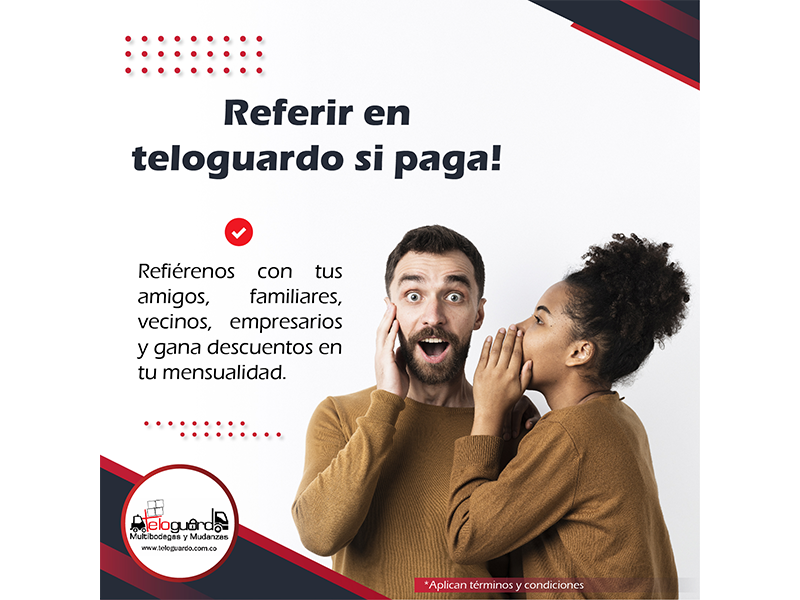 Referir en
teloguardo si paga!
Refiérenos con tus
amigos, familiares,
vecinos, empresarios
y gana descuentos en
tu mensualidad.
teloguardo
Multibodegas y Mudanzas
www.teloguardo.com.co
*Aplican términos y condiciones